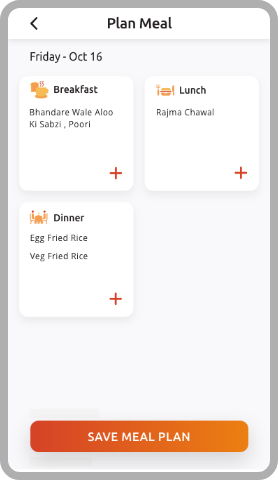 Plan Meal
Friday - Oct 16
Breakfast
Bhandare Wale Aloo
Ki Sabzi , Poori
Lunch
Rajma Chawal
Dinner
Egg Fried Rice
Veg Fried Rice
SAVE MEAL PLAN